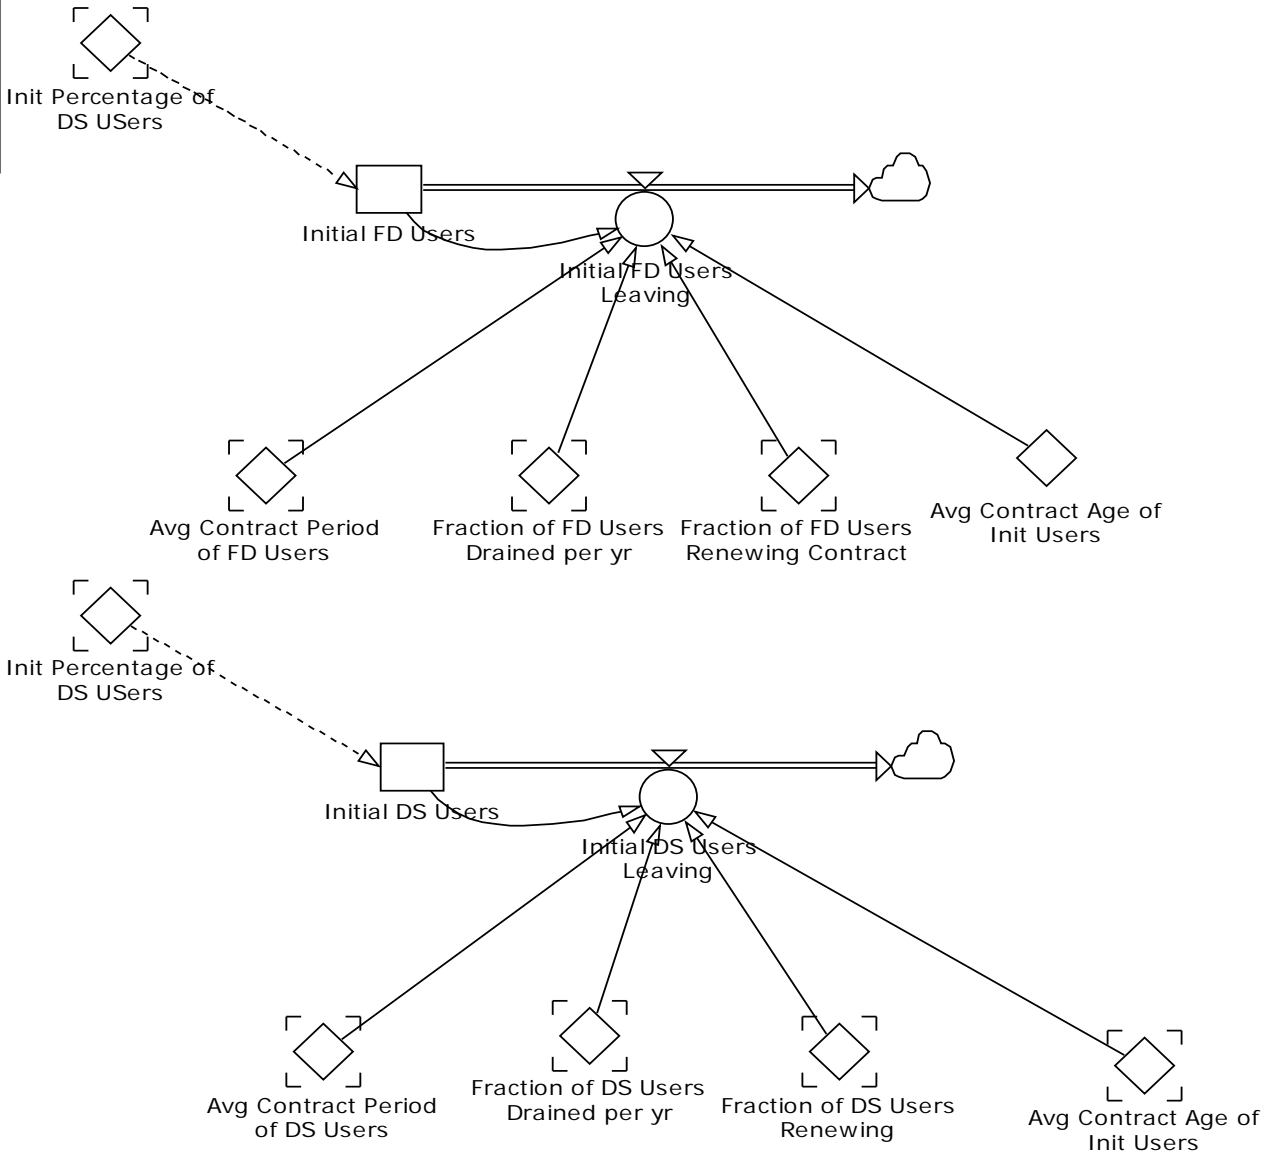 Init Percentage of
DS USers
Initial FD Users
Initial FD Users
Leaving
Avg Contract Period
of FD Users
Fraction of FD Users
Drained per yr
Fraction of FD Users
Renewing Contract
Avg Contract Age of
Init Users
Init Percentage of
DS USers
Initial DS Users
Initial DS Users
Leaving
Avg Contract Period
of DS Users
Fraction of DS Users
Drained per yr
Fraction of DS Users
Renewing
Avg Contract Age of
Init Users